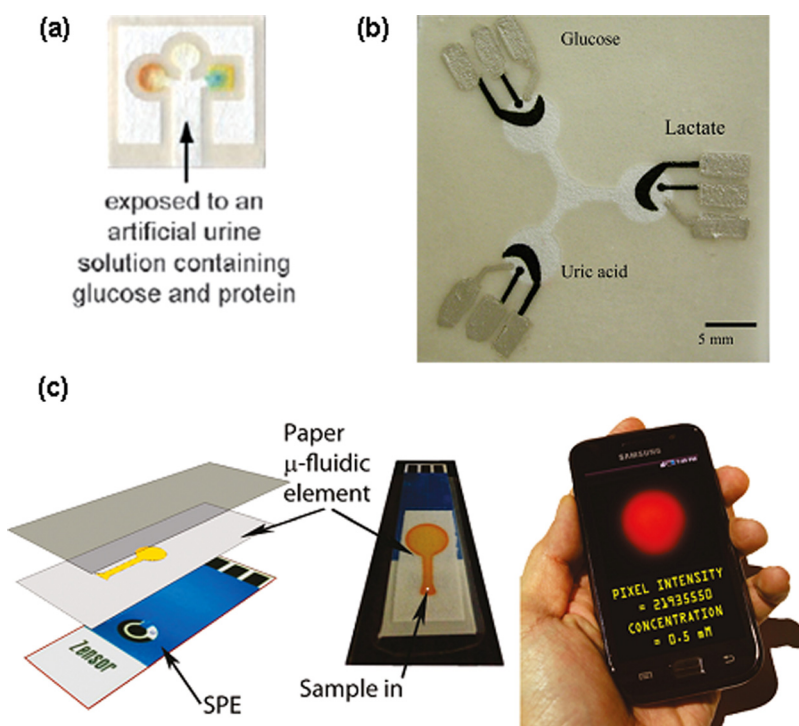 (a)
exposed to an
artificial urine
solution containing
glucose and protein
(b)
Glucose
Lactate
Uric acid
5 mm
(c)
Paper
μ-fluidic
element
Zensor
SPE
Sample in
SAMSUNG
PIXEL INTENSITY
= 21935550
CONCENTRATION
= 0.5 mM